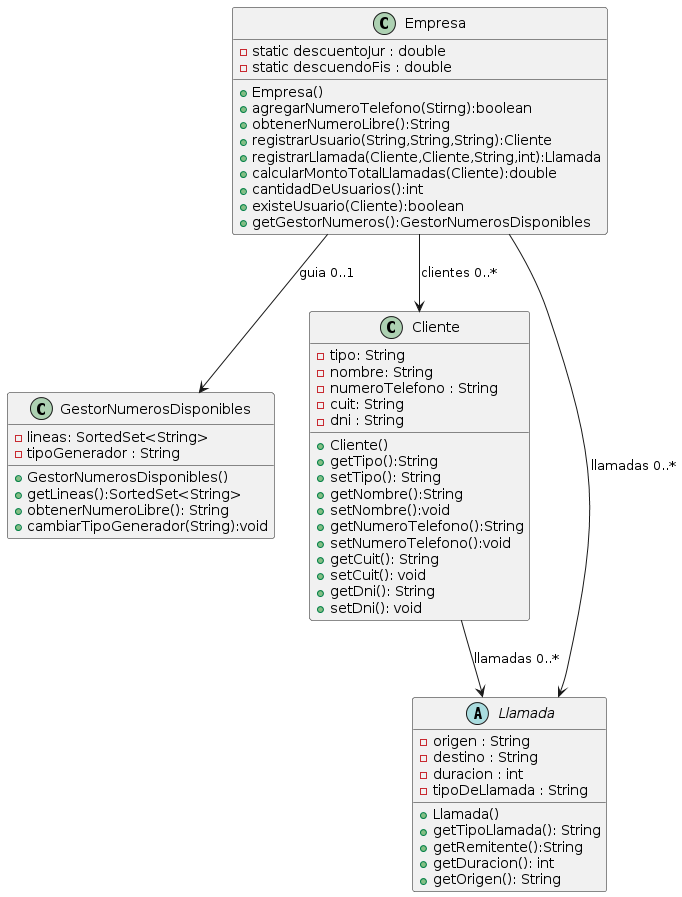 C Empresa
static descuentoJur : double
static descuendoFis : double
Empresa()
agregarNumeroTelefono(Stirng):boolean
obtenerNumeroLibre():String
registrarUsuario(String,String,String):Cliente
registrarLlamada(Cliente,Cliente,String,int):Llamada
calcularMontoTotalLlamadas(Cliente):double
cantidadDeUsuarios():int
existeUsuario(Cliente):boolean
getGestorNumeros():GestorNumerosDisponibles
guia 0..1
clientes 0..*
C Cliente
tipo: String
nombre: String
numeroTelefono : String
cuit: String
dni : String
Cliente()
getTipo():String
setTipo(): String
getNombre():String
setNombre():void
getNumeroTelefono():String
setNumeroTelefono():void
getCuit(): String
setCuit(): void
getDni(): String
setDni(): void
C GestorNumerosDisponibles
lineas: SortedSet<String>
tipoGenerador : String
GestorNumerosDisponibles()
getLineas():SortedSet<String>
obtenerNumeroLibre(): String
cambiarTipoGenerador(String):void
llamadas 0..*
llamadas 0..*
A Llamada
origen : String
destino : String
duracion : int
tipoDeLlamada : String
Llamada()
getTipoLlamada(): String
getRemitente():String
getDuracion(): int
getOrigen(): String